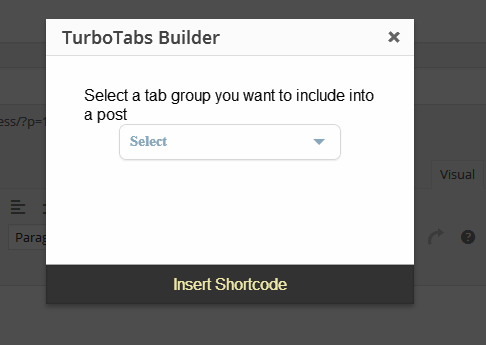 TurboTabs Builder
Select a tab group you want to include into
a post
Select
ess/?p=1
Visual
Parag
Insert Shortcode